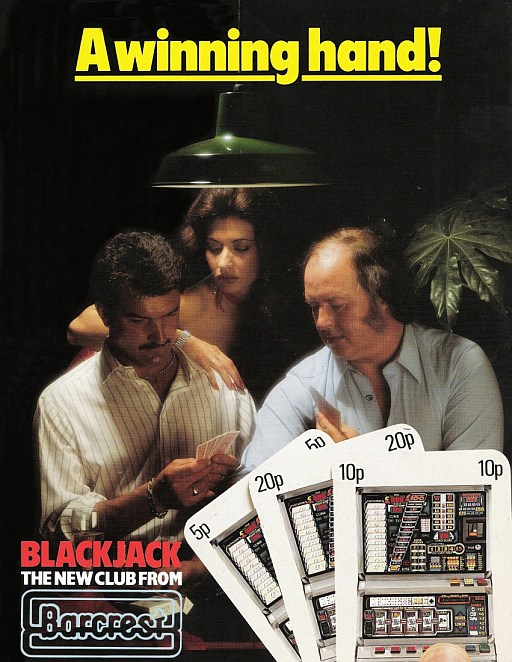 A winning hand!
5p
20p
20p
10p
10p
5p
BLACKJACK
THE NEW CLUB FROM
Barcrest